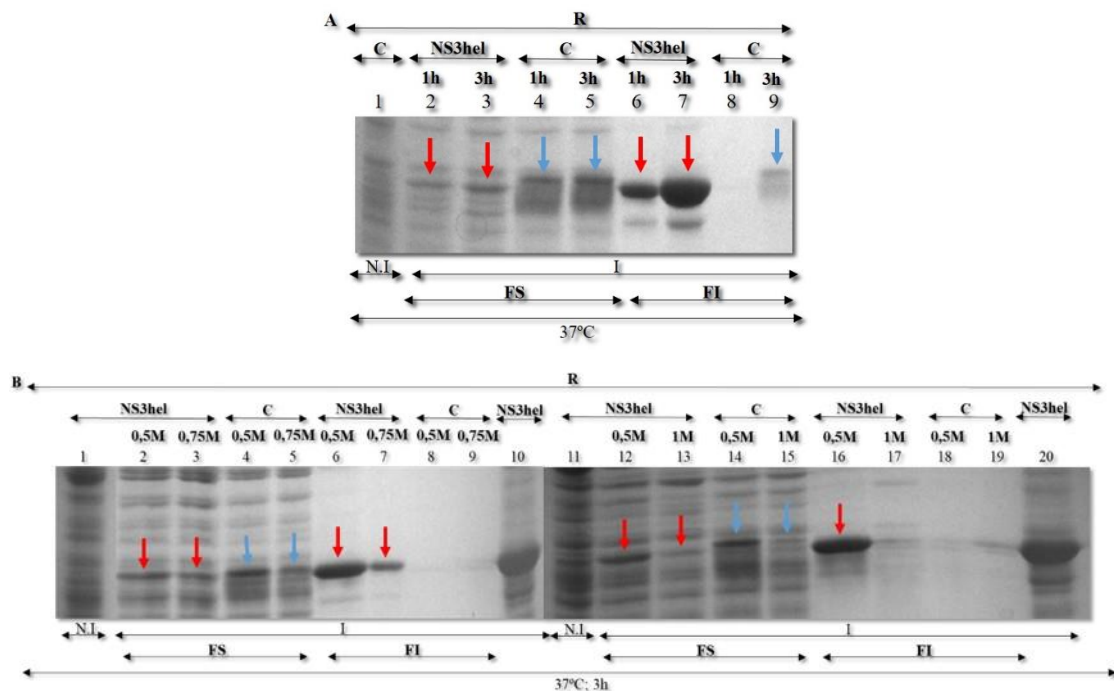 A R
C NS3hel C NS3hel C
1h 3h 1h 3h 1h 3h 1h 3h
1 2 3 4 5 6 7 8 9
N.I I
FS FI
37ºC
B R
NS3hel C NS3hel C NS3hel NS3hel C NS3hel C NS3hel
0,5M 0,75M 0,5M 0,75M 0,5M 0,75M 0,5M 0,75M 0,5M 1M 0,5M 1M 0,5M 1M 0,5M 1M
1 2 3 4 5 6 7 8 9 10 11 12 13 14 15 16 17 18 19 20
N.I I N.I I
FS FI FS FI
37ºC; 3h